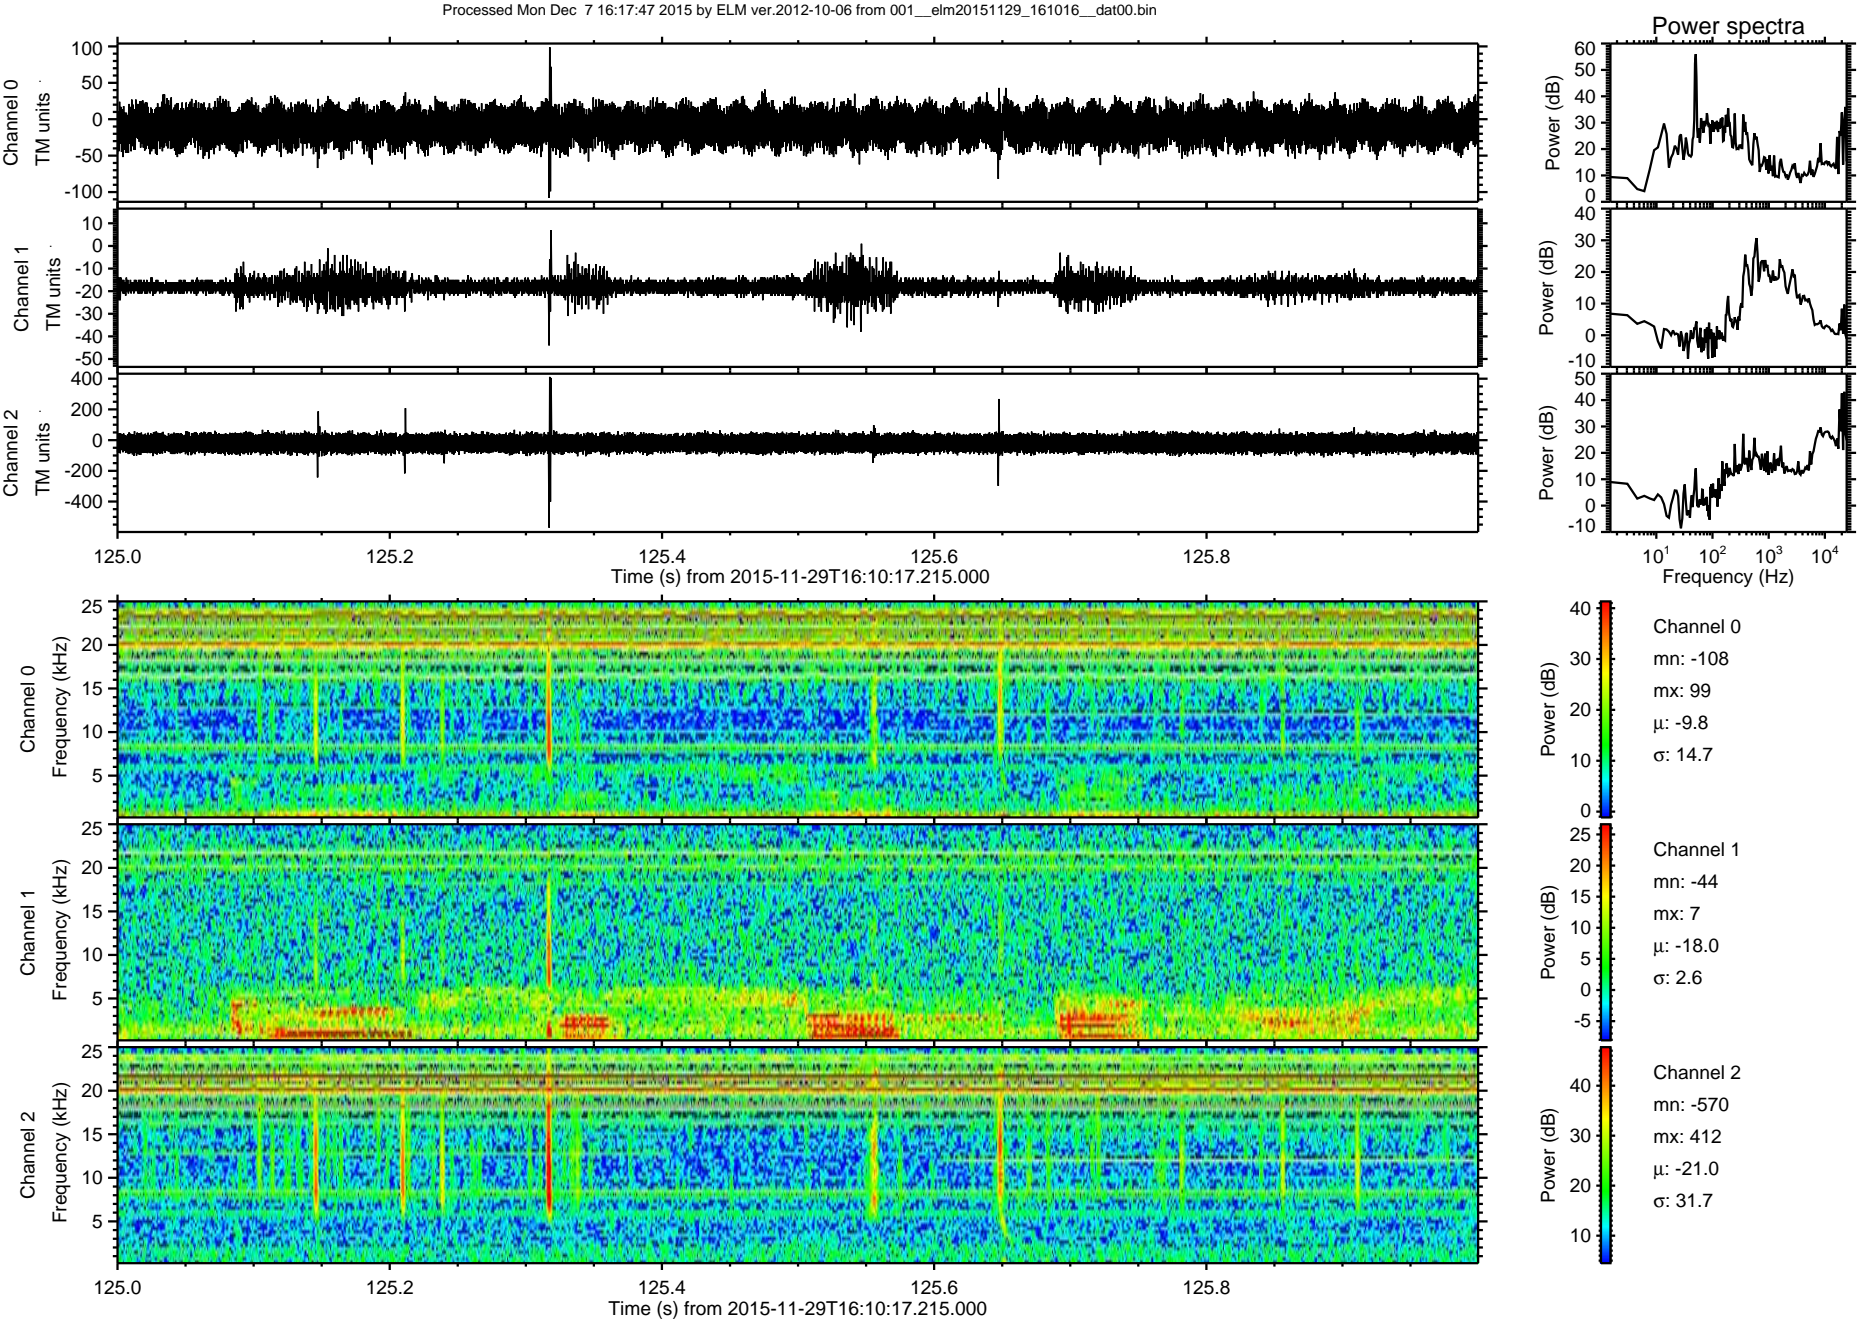 Processed Mon Dec  7 16:17:47 2015 by ELM ver.2012-10-06 from 001__elm20151129_161016__dat00.bin
Power spectra
Channel 0
TM units
100
50
0
-50
-100
Power (dB)
60
50
40
30
20
10
0
Channel 1
TM units
10
0
-10
-20
-30
-40
-50
Power (dB)
40
30
20
10
0
-10
Channel 2
TM units
400
200
0
-200
-400
Power (dB)
50
40
30
20
10
0
-10
125.0 125.2 125.4 125.6 125.8
Time (s) from 2015-11-29T16:10:17.215.000
10^1 10^2 10^3 10^4
Frequency (Hz)
Channel 0
Frequency (kHz)
25
20
15
10
5
Power (dB)
40
30
20
10
0
Channel 0
mn: -108
mx: 99
μ: -9.8
σ: 14.7
Channel 1
Frequency (kHz)
25
20
15
10
5
Power (dB)
25
20
15
10
5
0
-5
Channel 1
mn: -44
mx: 7
μ: -18.0
σ: 2.6
Channel 2
Frequency (kHz)
25
20
15
10
5
Power (dB)
40
30
20
10
Channel 2
mn: -570
mx: 412
μ: -21.0
σ: 31.7
125.0 125.2 125.4 125.6 125.8
Time (s) from 2015-11-29T16:10:17.215.000